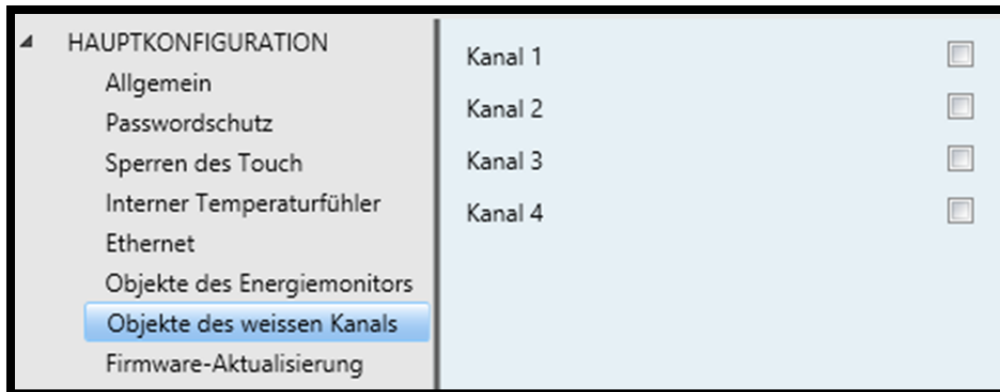 HAUPTKONFIGURATION
Allgemein
Passwordschutz
Sperren des Touch
Interner Temperaturfühler
Ethernet
Objekte des Energiemonitors
Objekte des weissen Kanals
Firmware-Aktualisierung
Kanal 1
Kanal 2
Kanal 3
Kanal 4